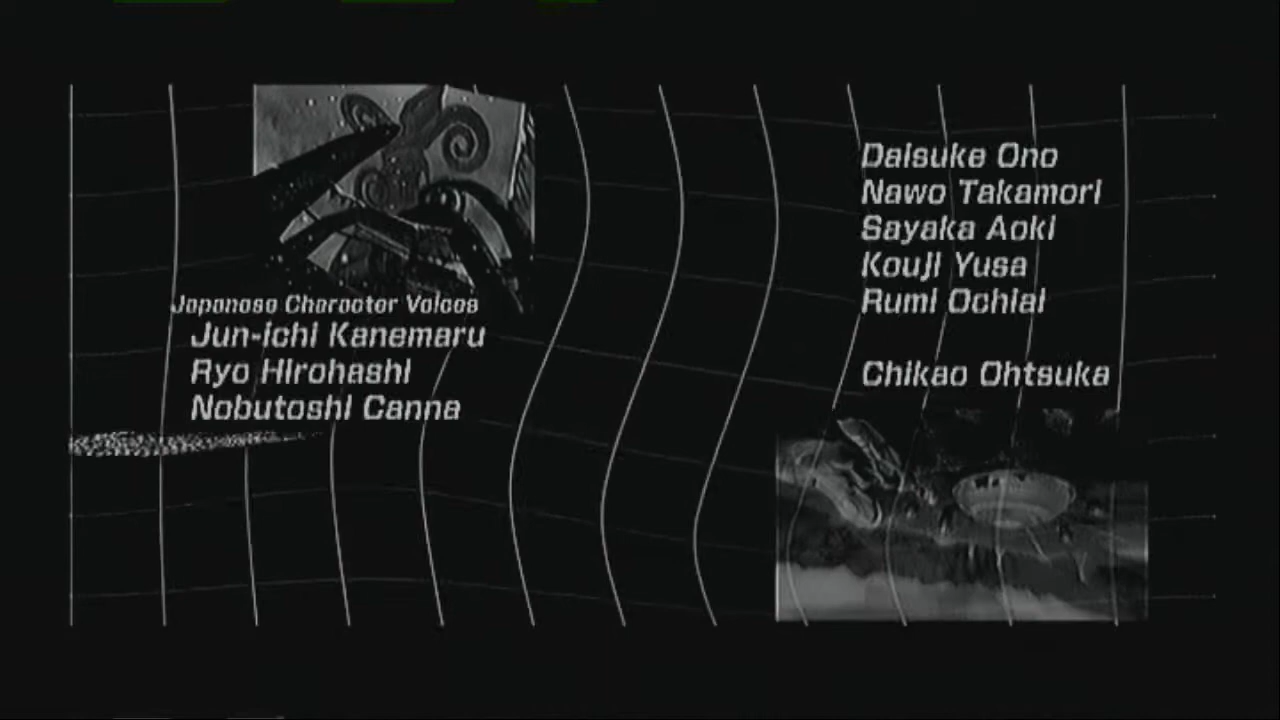 Japanese Character Voices
Jun-ichi Kanemaru
Ryo Hirohashi
Nobutoshi Canna
Daisuke Ono
Nawo Takamori
Sayaka Aoki
Kouji Yusa
Rumi Ochiai
Chikao Ohtsuka